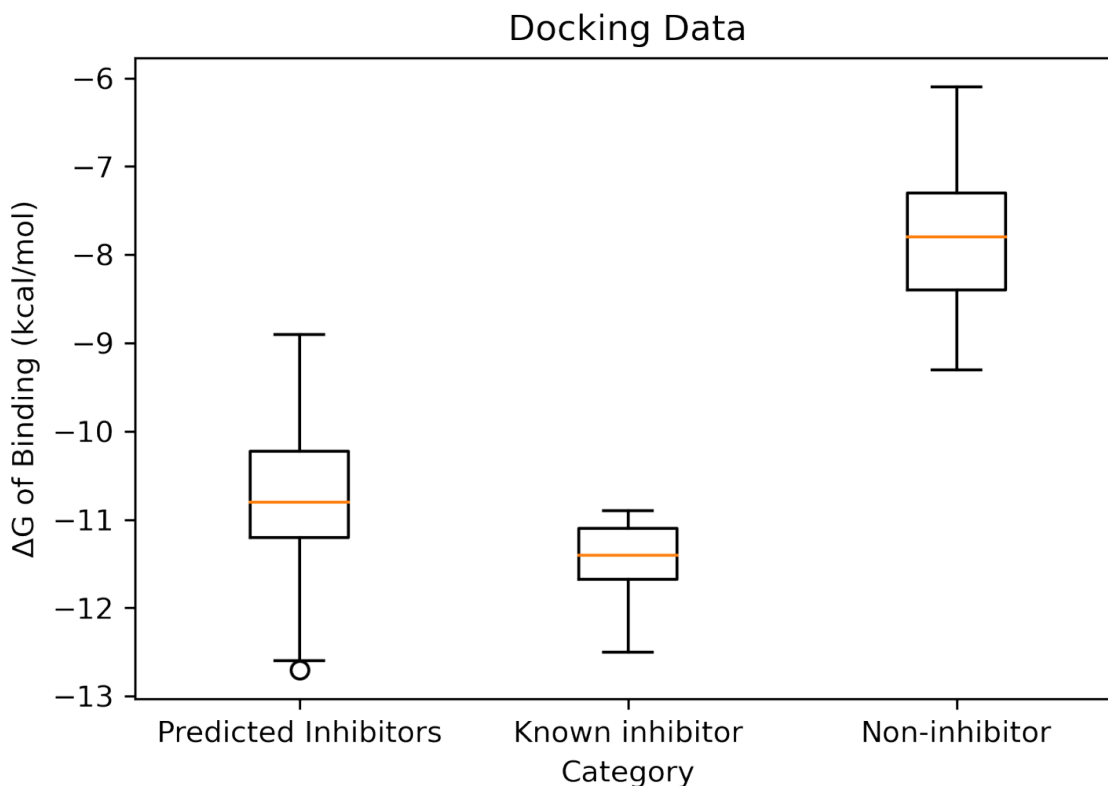 Docking Data
ΔG of Binding (kcal/mol)
−6
−7
−8
−9
−10
−11
−12
−13
Predicted Inhibitors
Known inhibitor
Non-inhibitor
Category